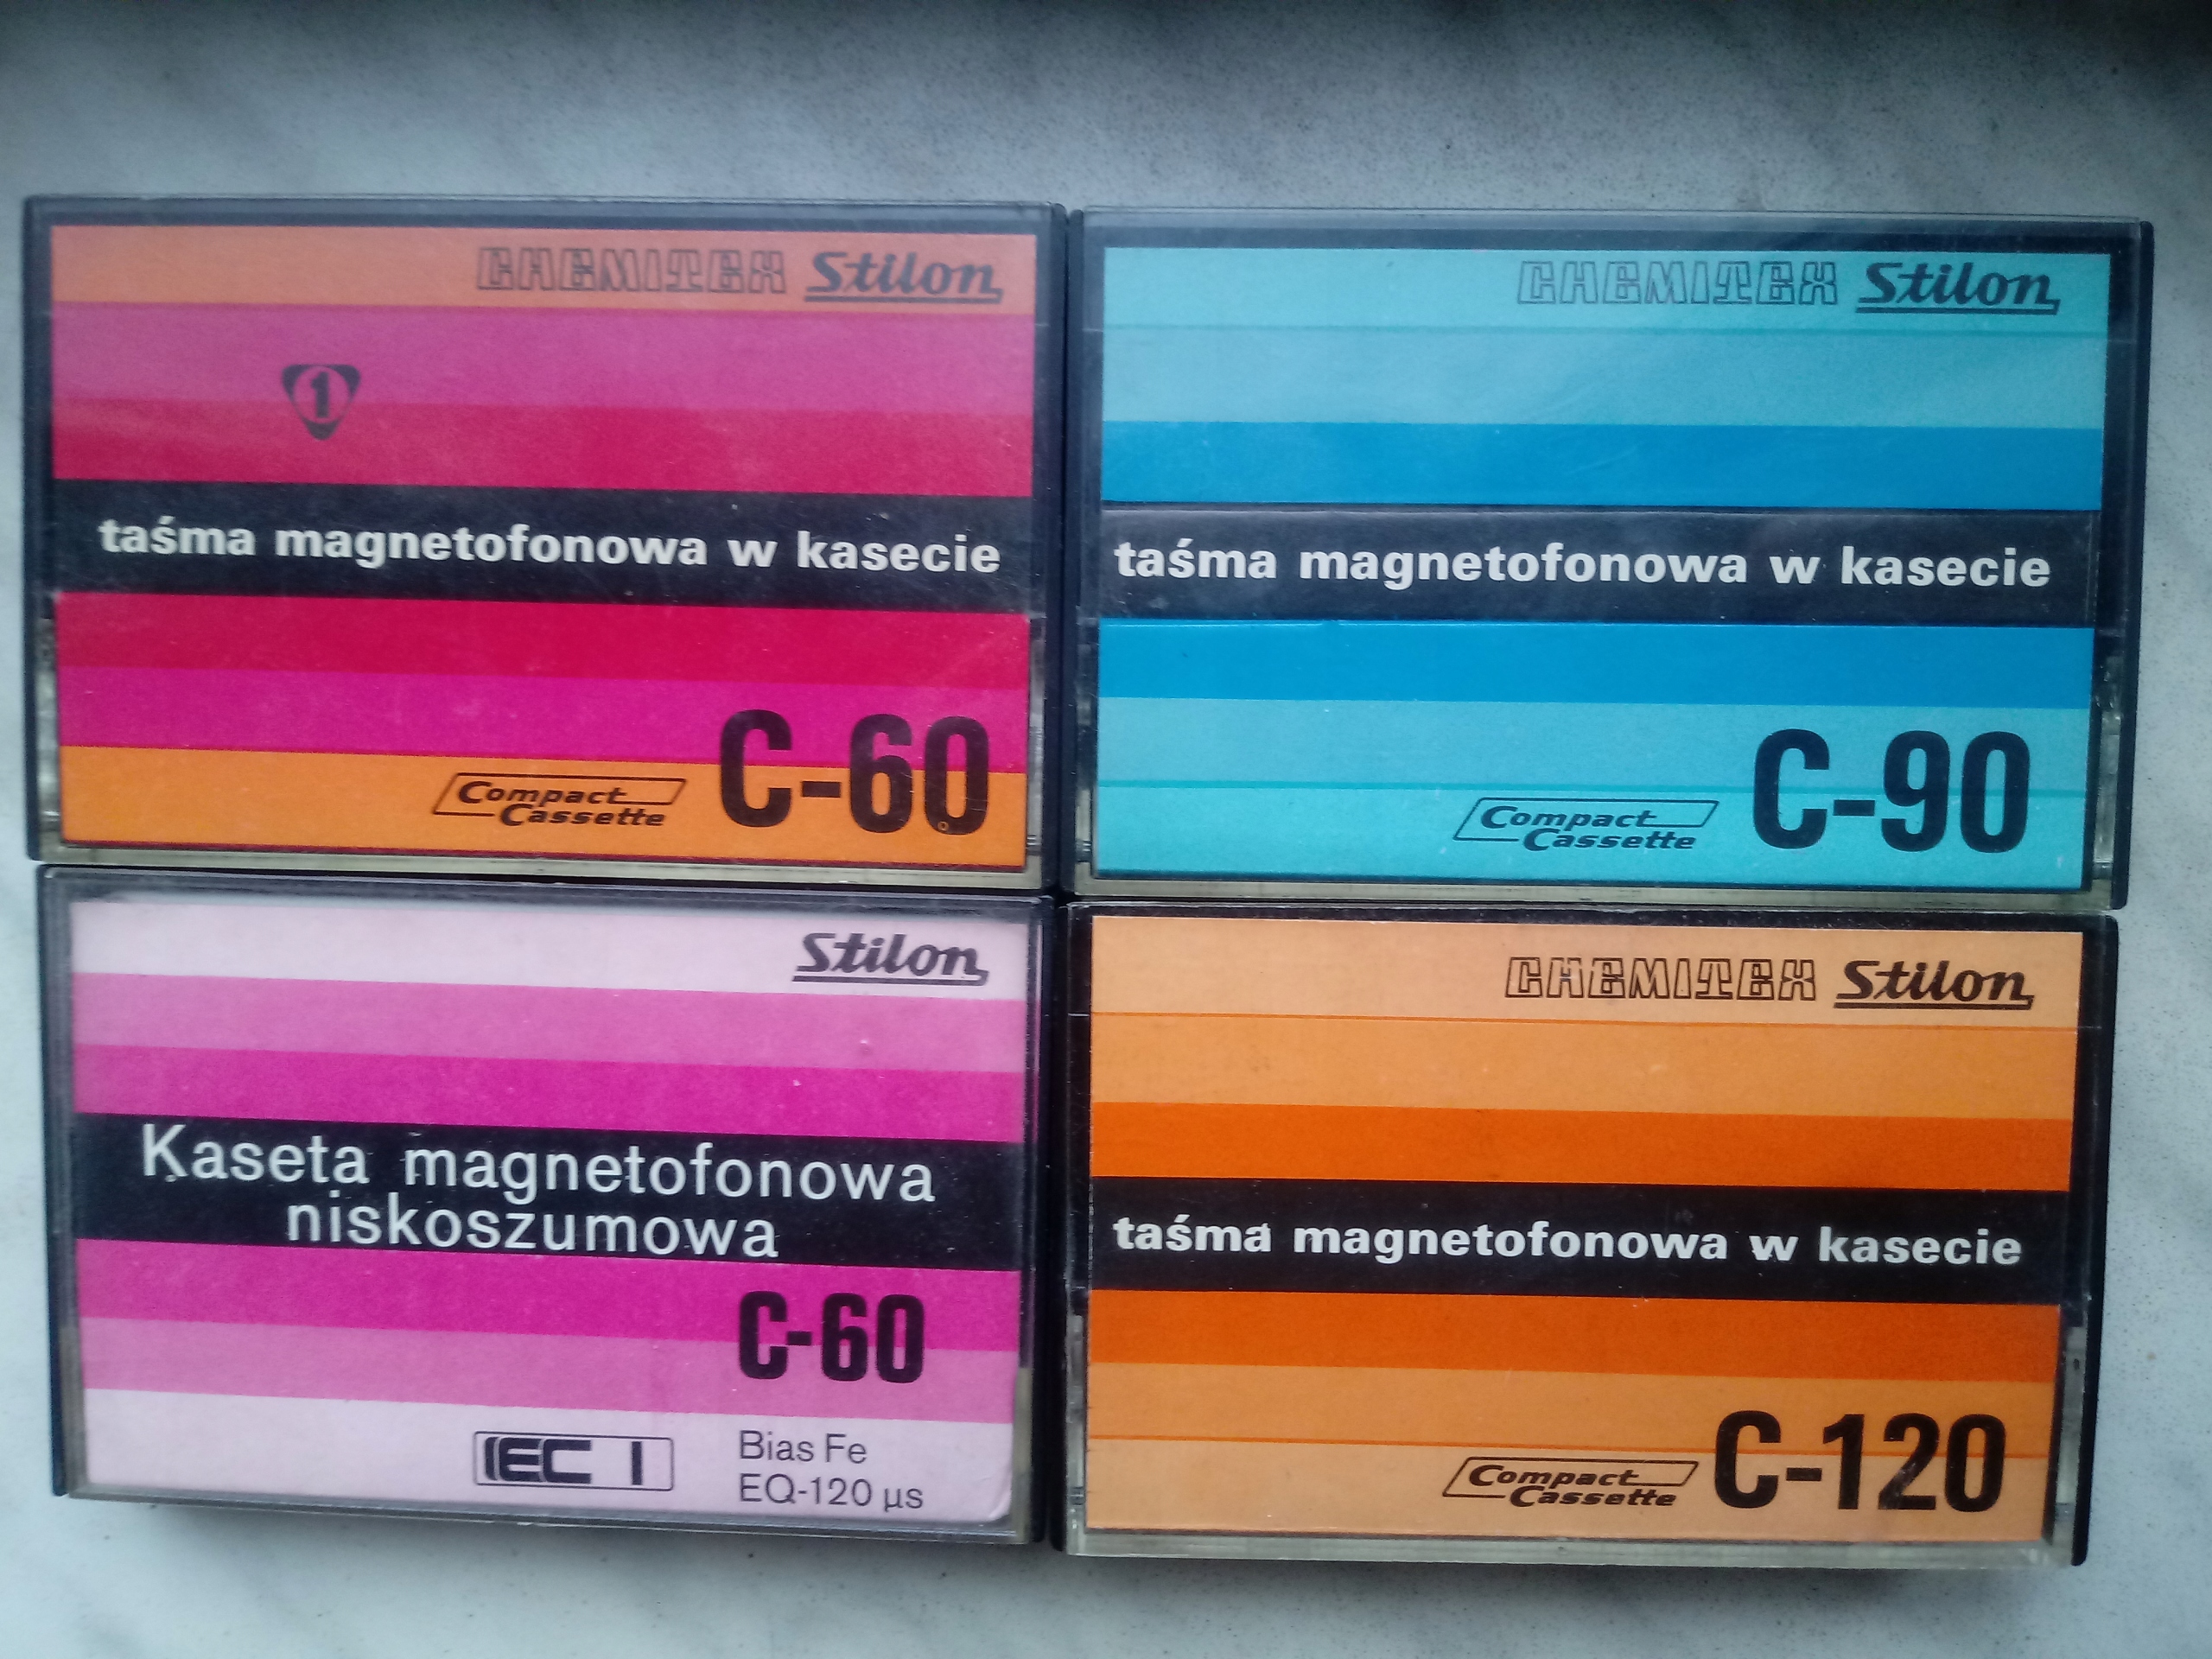 CHEMITEX Stilon
1
taśma magnetofonowa w kasecie
Compact
Cassette
C-60
CHEMITEX Stilon
taśma magnetofonowa w kasecie
Compact
Cassette
C-90
Stilon
Kaseta magnetofonowa
niskoszumowa
C-60
IEC I
Bias Fe
EQ-120 µs
CHEMITEX Stilon
taśma magnetofonowa w kasecie
Compact
Cassette
C-120